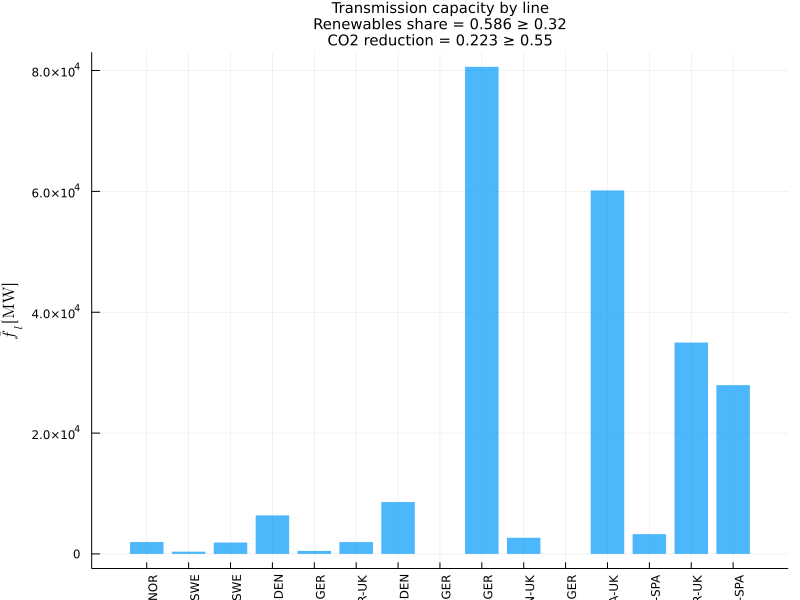 Transmission capacity by line
Renewables share = 0.586 ≥ 0.32
CO2 reduction = 0.223 ≥ 0.55
8.0×10⁴
6.0×10⁴
4.0×10⁴
2.0×10⁴
0
f̄_l [MW]
NOR
SWE
SWE
DEN
GER
R-UK
DEN
GER
GER
N-UK
GER
A-UK
-SPA
R-UK
-SPA